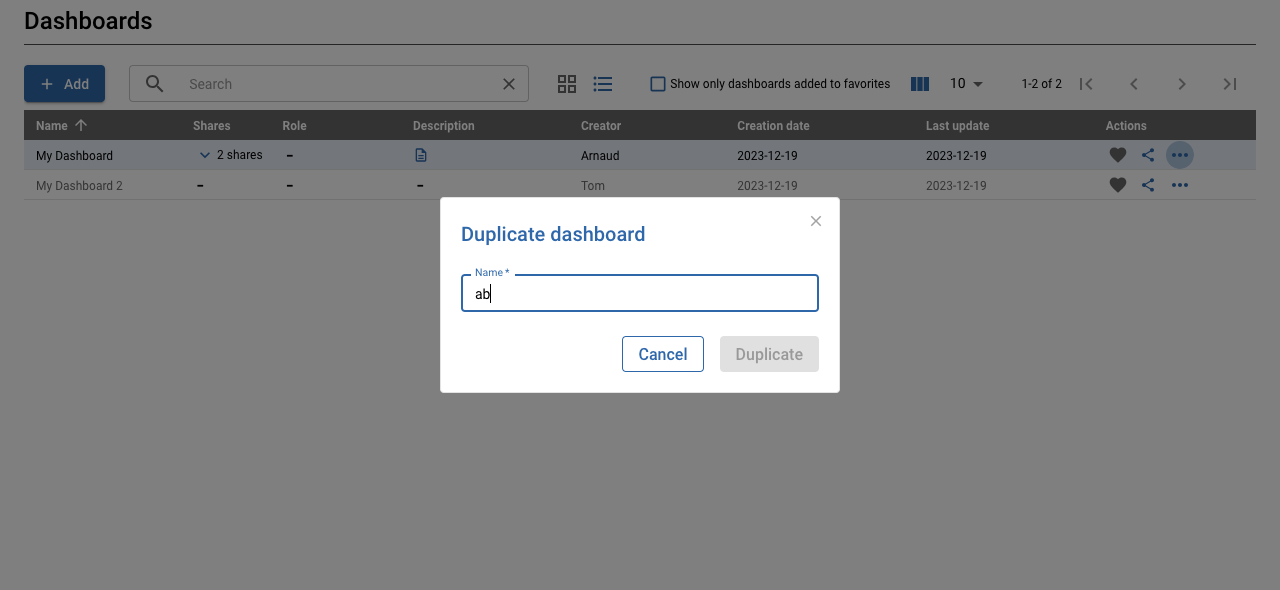 Dashboards
Add Search Show only dashboards added to favorites 10 1-2 of 2
Name Shares Role Description Creator Creation date Last update Actions
My Dashboard 2 shares – Arnaud 2023-12-19 2023-12-19
My Dashboard 2 – – – Tom 2023-12-19 2023-12-19
Duplicate dashboard
Name *
ab
Cancel Duplicate